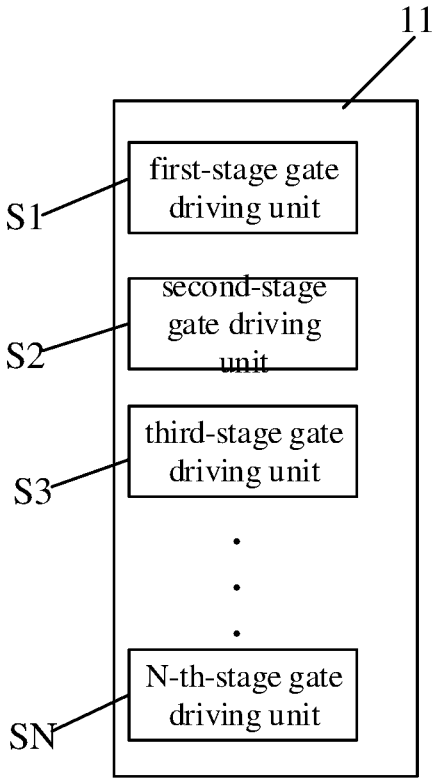 11
first-stage gate
driving unit
S1
second-stage
gate driving
unit
S2
third-stage gate
driving unit
S3
N-th-stage gate
driving unit
SN